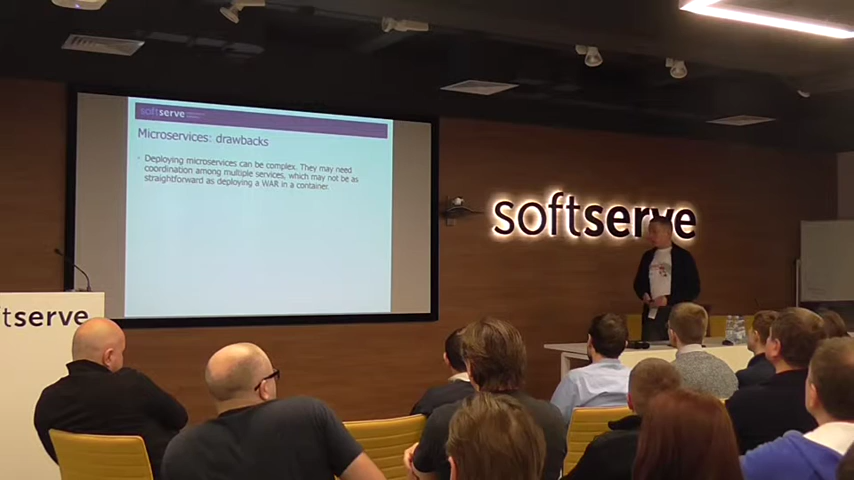 softserve
Microservices: drawbacks
Deploying microservices can be complex. They may need
coordination among multiple services, which may not be as
straightforward as deploying a WAR in a container.
softserve
ftserve